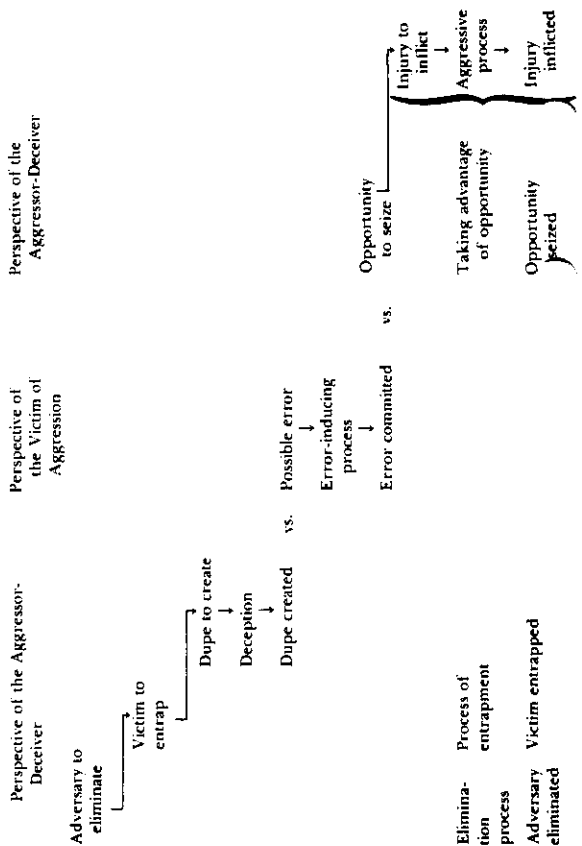 Perspective of the Aggressor-
Deceiver
Adversary to
eliminate
Victim to
entrap
Dupe to create
↓
Deception
↓
Dupe created
vs.
Elimina-
tion
process
Adversary
eliminated
Process of
entrapment
Victim entrapped
Perspective of
the Victim of
Aggression
Possible error
↓
Error-inducing
process
↓
Error committed
vs.
Perspective of the
Aggressor-Deceiver
Opportunity
to seize
Taking advantage
of opportunity
Opportunity
seized
Injury to
inflict
↓
Aggressive
process
↓
Injury
inflicted